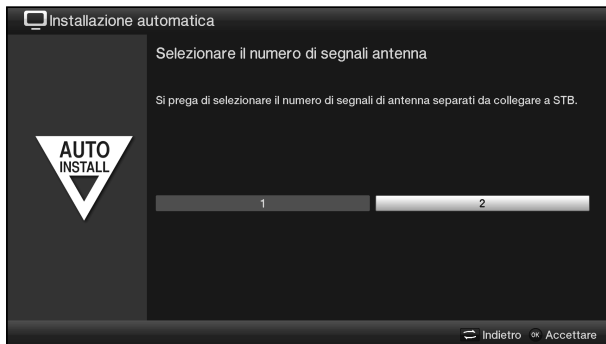 Installazione automatica
Selezionare il numero di segnali antenna
Si prega di selezionare il numero di segnali di antenna separati da collegare a STB.
AUTO
INSTALL
1 2
Indietro OK Accettare